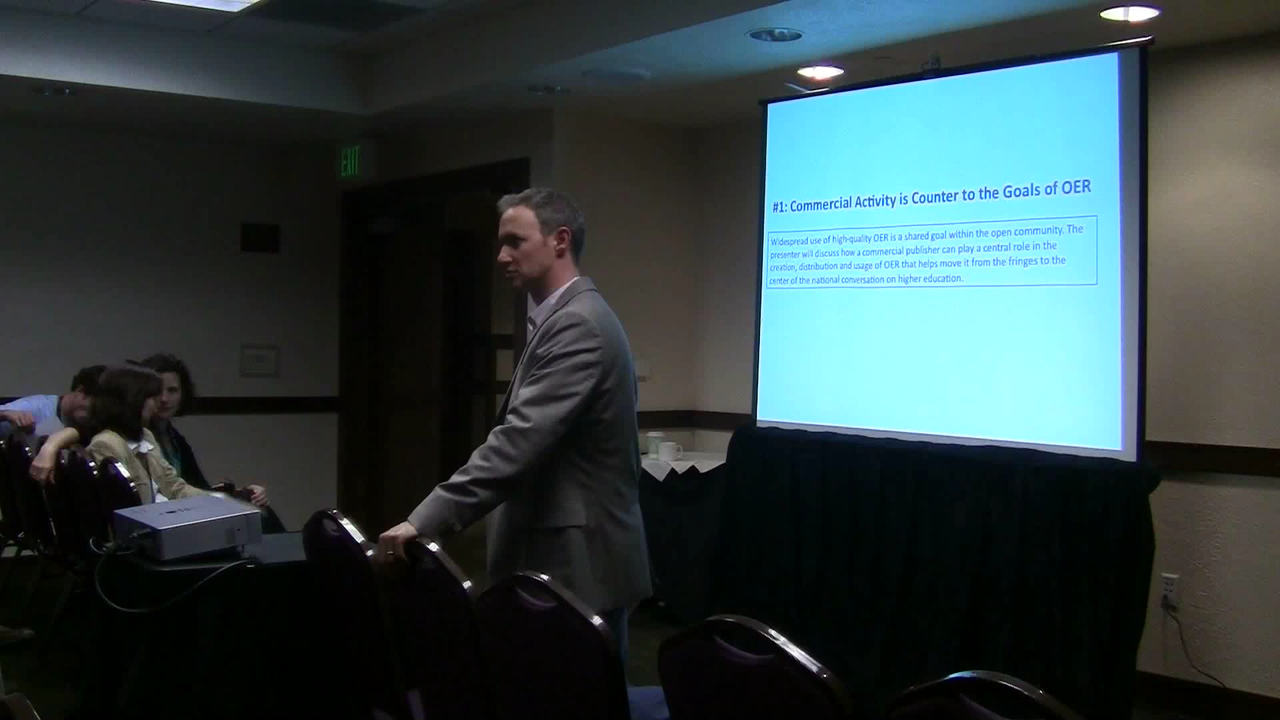 EXIT
#1: Commercial Activity is Counter to the Goals of OER
Widespread use of high-quality OER is a shared goal within the open community. The
presenter will discuss how a commercial publisher can play a central role in the
creation, distribution and usage of OER that helps move it from the fringes to the
center of the national conversation on higher education.